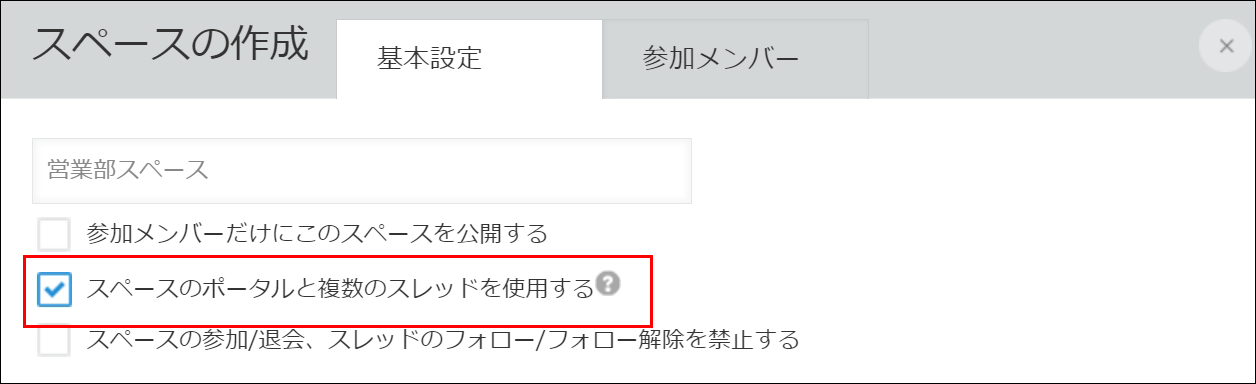 スペースの作成
基本設定
参加メンバー
営業部スペース
参加メンバーだけにこのスペースを公開する
スペースのポータルと複数のスレッドを使用する?
スペースの参加/退会、スレッドのフォロー/フォロー解除を禁止する